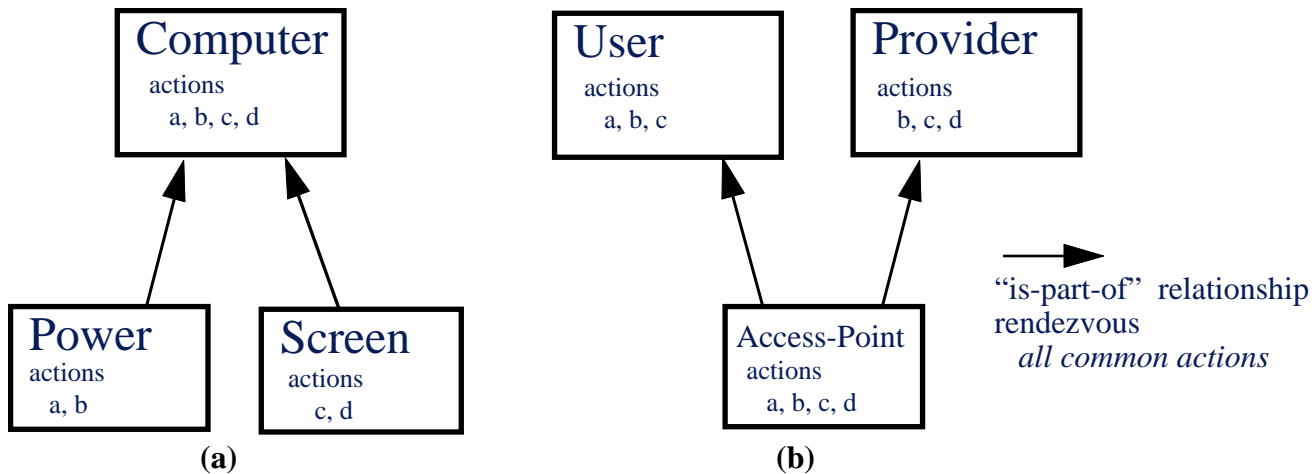 Computer
actions
a, b, c, d
Power
actions
a, b
Screen
actions
c, d
(a)
User
actions
a, b, c
Provider
actions
b, c, d
Access-Point
actions
a, b, c, d
(b)
“is-part-of” relationship
rendezvous
all common actions